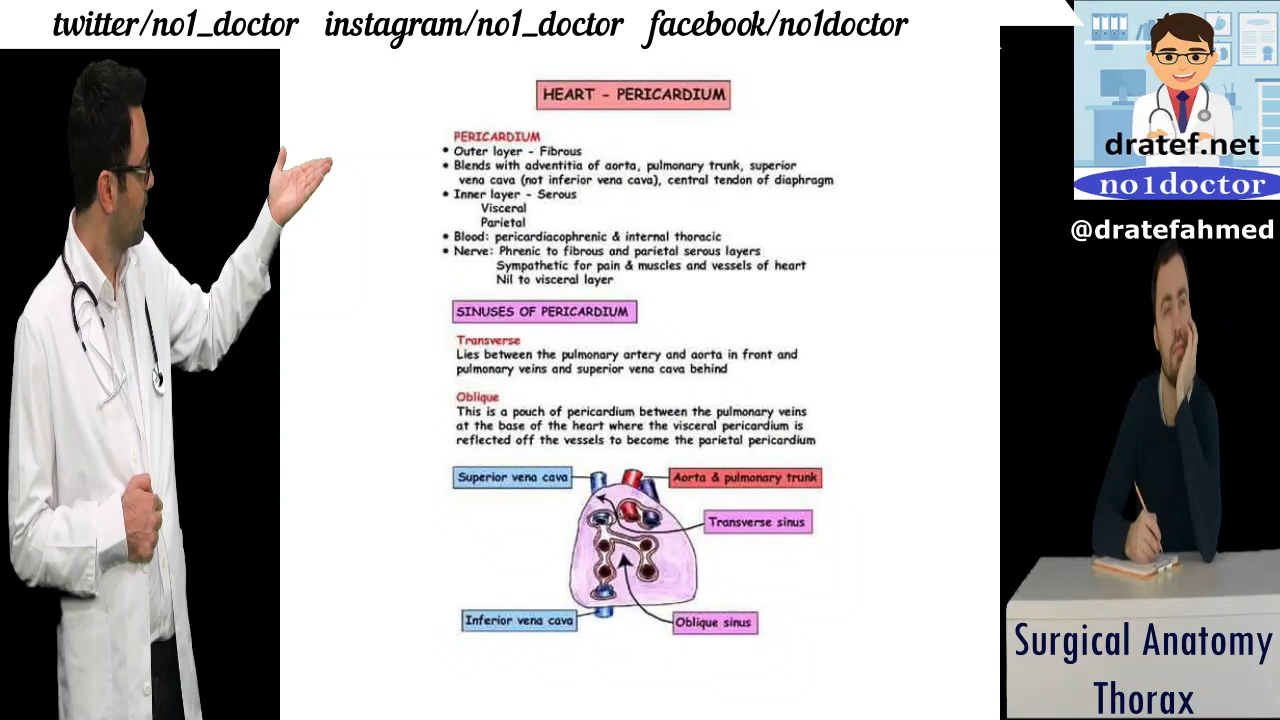 twitter/no1_doctor instagram/no1_doctor facebook/no1doctor
HEART - PERICARDIUM
PERICARDIUM
• Outer layer - Fibrous
• Blends with adventitia of aorta, pulmonary trunk, superior
vena cava (not inferior vena cava), central tendon of diaphragm
• Inner layer - Serous
Visceral
Parietal
• Blood: pericardiacophrenic & internal thoracic
• Nerve: Phrenic to fibrous and parietal serous layers
Sympathetic for pain & muscles and vessels of heart
Nil to visceral layer
SINUSES OF PERICARDIUM
Transverse
Lies between the pulmonary artery and aorta in front and
pulmonary veins and superior vena cava behind
Oblique
This is a pouch of pericardium between the pulmonary veins
at the base of the heart where the visceral pericardium is
reflected off the vessels to become the parietal pericardium
Superior vena cava
Aorta & pulmonary trunk
Transverse sinus
Inferior vena cava
Oblique sinus
dratef.net
no1doctor
@dratefahmed
Surgical Anatomy
Thorax